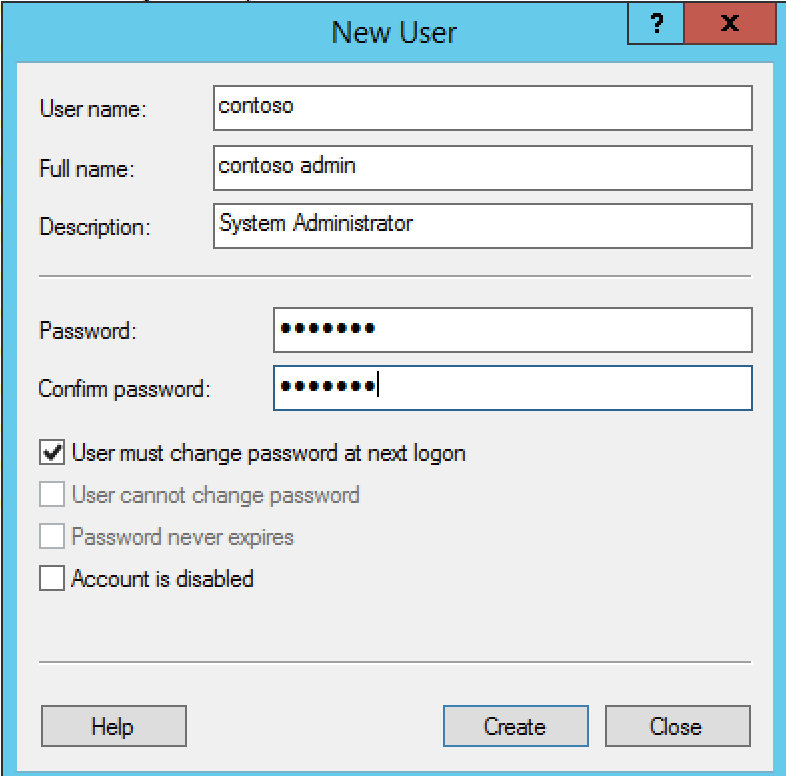 New User
?
x
User name:
contoso
Full name:
contoso admin
Description:
System Administrator
Password:
●●●●●●●
Confirm password:
●●●●●●●
User must change password at next logon
User cannot change password
Password never expires
Account is disabled
Help
Create
Close